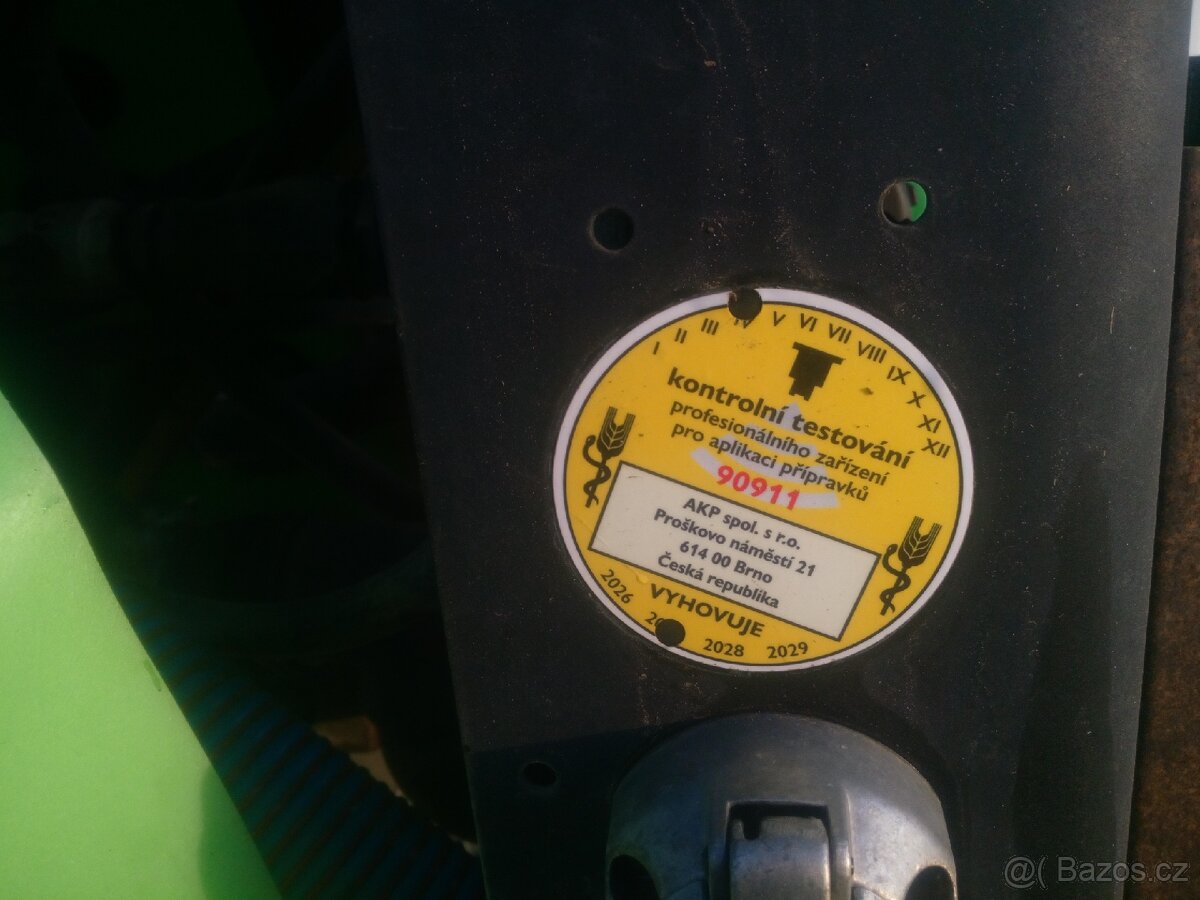 I II III IV V VI VII VIII IX X XI XII
kontrolní testování
profesionálního zařízení
pro aplikaci přípravků
90911
AKP spol. s r.o.
Proškovo náměstí 21
614 00 Brno
Česká republika
VYHOVUJE
2026 2028 2029
@( Bazos.cz